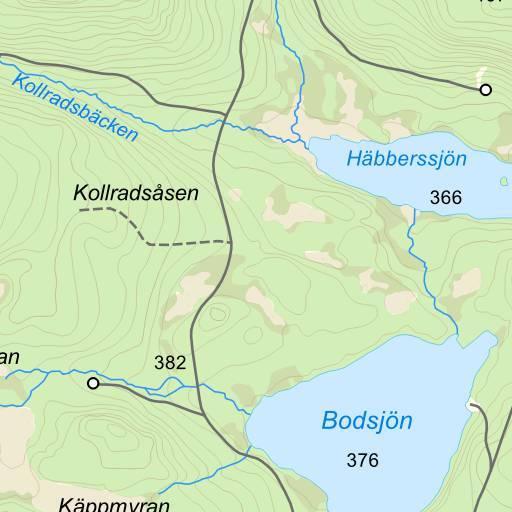 Kollradsbäcken
Häbberssjön
Kollradsåsen
366
382
Bodsjön
376
Käppmyran